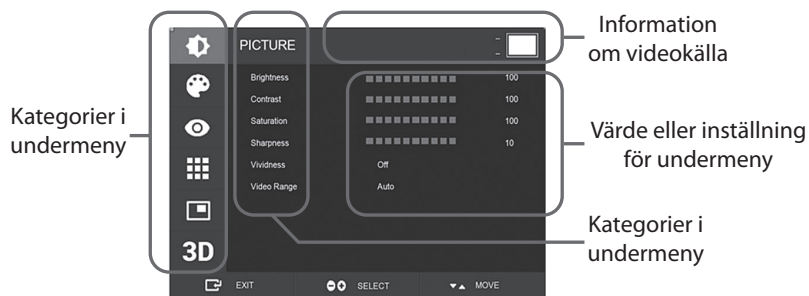 Information
om videokälla
PICTURE
Brightness 100
Contrast 100
Saturation 100
Sharpness 10
Vividness Off
Video Range Auto
3D
EXIT SELECT MOVE
Kategorier i
undermeny
Värde eller inställning
för undermeny
Kategorier i
undermeny